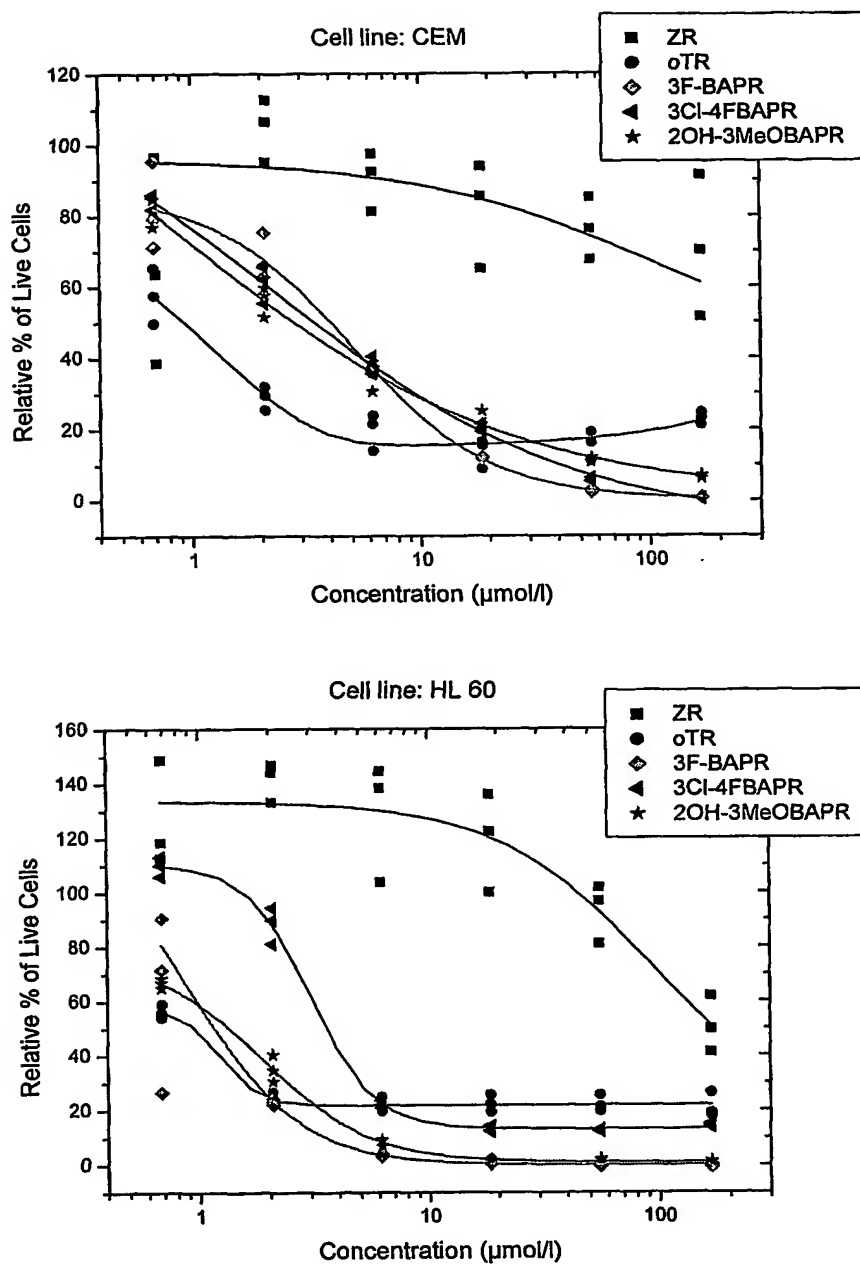 Cell line: CEM
ZR
oTR
3F-BAPR
3Cl-4FBAPR
2OH-3MeOBAPR
120
100
80
60
40
20
0
Relative % of Live Cells
1 10 100
Concentration (µmol/l)
Cell line: HL 60
ZR
oTR
3F-BAPR
3Cl-4FBAPR
2OH-3MeOBAPR
160
140
120
100
80
60
40
20
0
Relative % of Live Cells
1 10 100
Concentration (µmol/l)